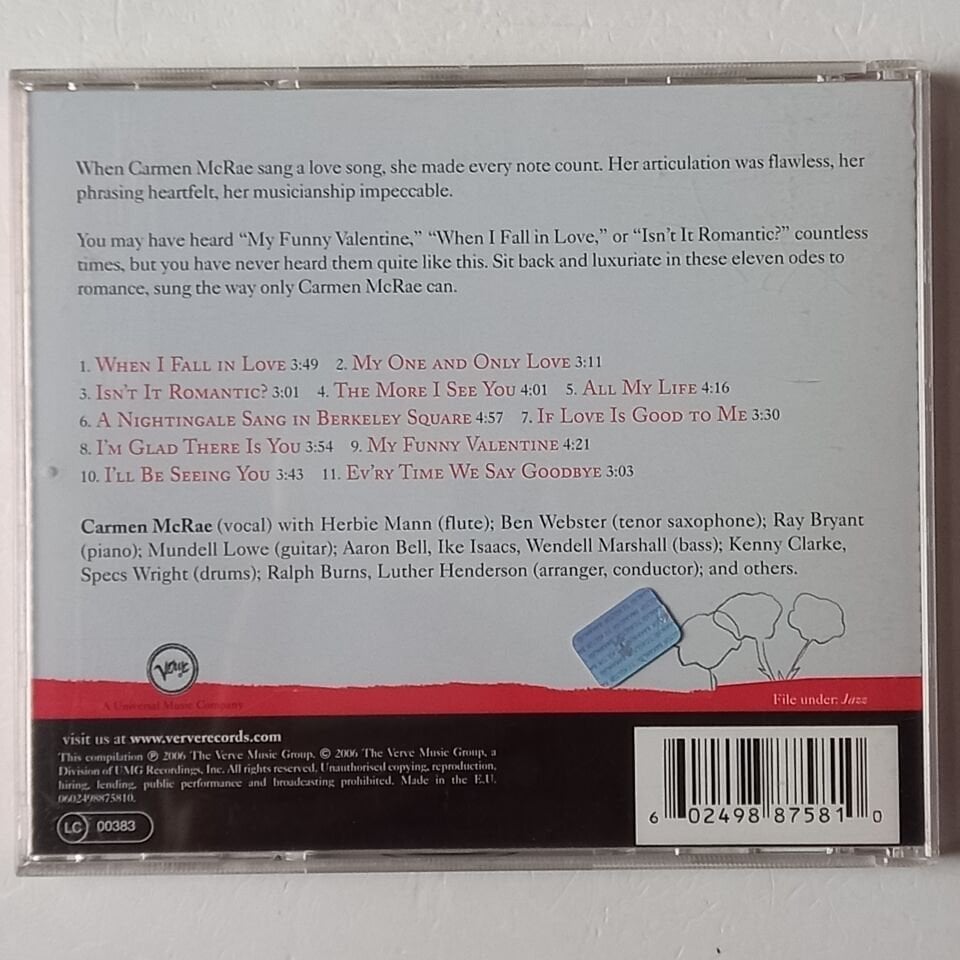 When Carmen McRae sang a love song, she made every note count. Her articulation was flawless, her
phrasing heartfelt, her musicianship impeccable.
You may have heard “My Funny Valentine,” “When I Fall in Love,” or “Isn’t It Romantic?” countless
times, but you have never heard them quite like this. Sit back and luxuriate in these eleven odes to
romance, sung the way only Carmen McRae can.
1. When I Fall in Love 3:49 2. My One and Only Love 3:11
3. Isn’t It Romantic? 3:01 4. The More I See You 4:01 5. All My Life 4:16
6. A Nightingale Sang in Berkeley Square 4:57 7. If Love Is Good to Me 3:30
8. I’m Glad There Is You 3:54 9. My Funny Valentine 4:21
10. I’ll Be Seeing You 3:43 11. Ev’ry Time We Say Goodbye 3:03
Carmen McRae (vocal) with Herbie Mann (flute); Ben Webster (tenor saxophone); Ray Bryant
(piano); Mundell Lowe (guitar); Aaron Bell, Ike Isaacs, Wendell Marshall (bass); Kenny Clarke,
Specs Wright (drums); Ralph Burns, Luther Henderson (arranger, conductor); and others.
Verve
A Universal Music Company
File under: Jazz
visit us at www.ververecords.com
This compilation ℗ 2006 The Verve Music Group. © 2006 The Verve Music Group, a
Division of UMG Recordings, Inc. All rights reserved. Unauthorised copying, reproduction,
hiring, lending, public performance and broadcasting prohibited. Made in the E.U.
0602498875810.
LC 00383
6 02498 87581 0